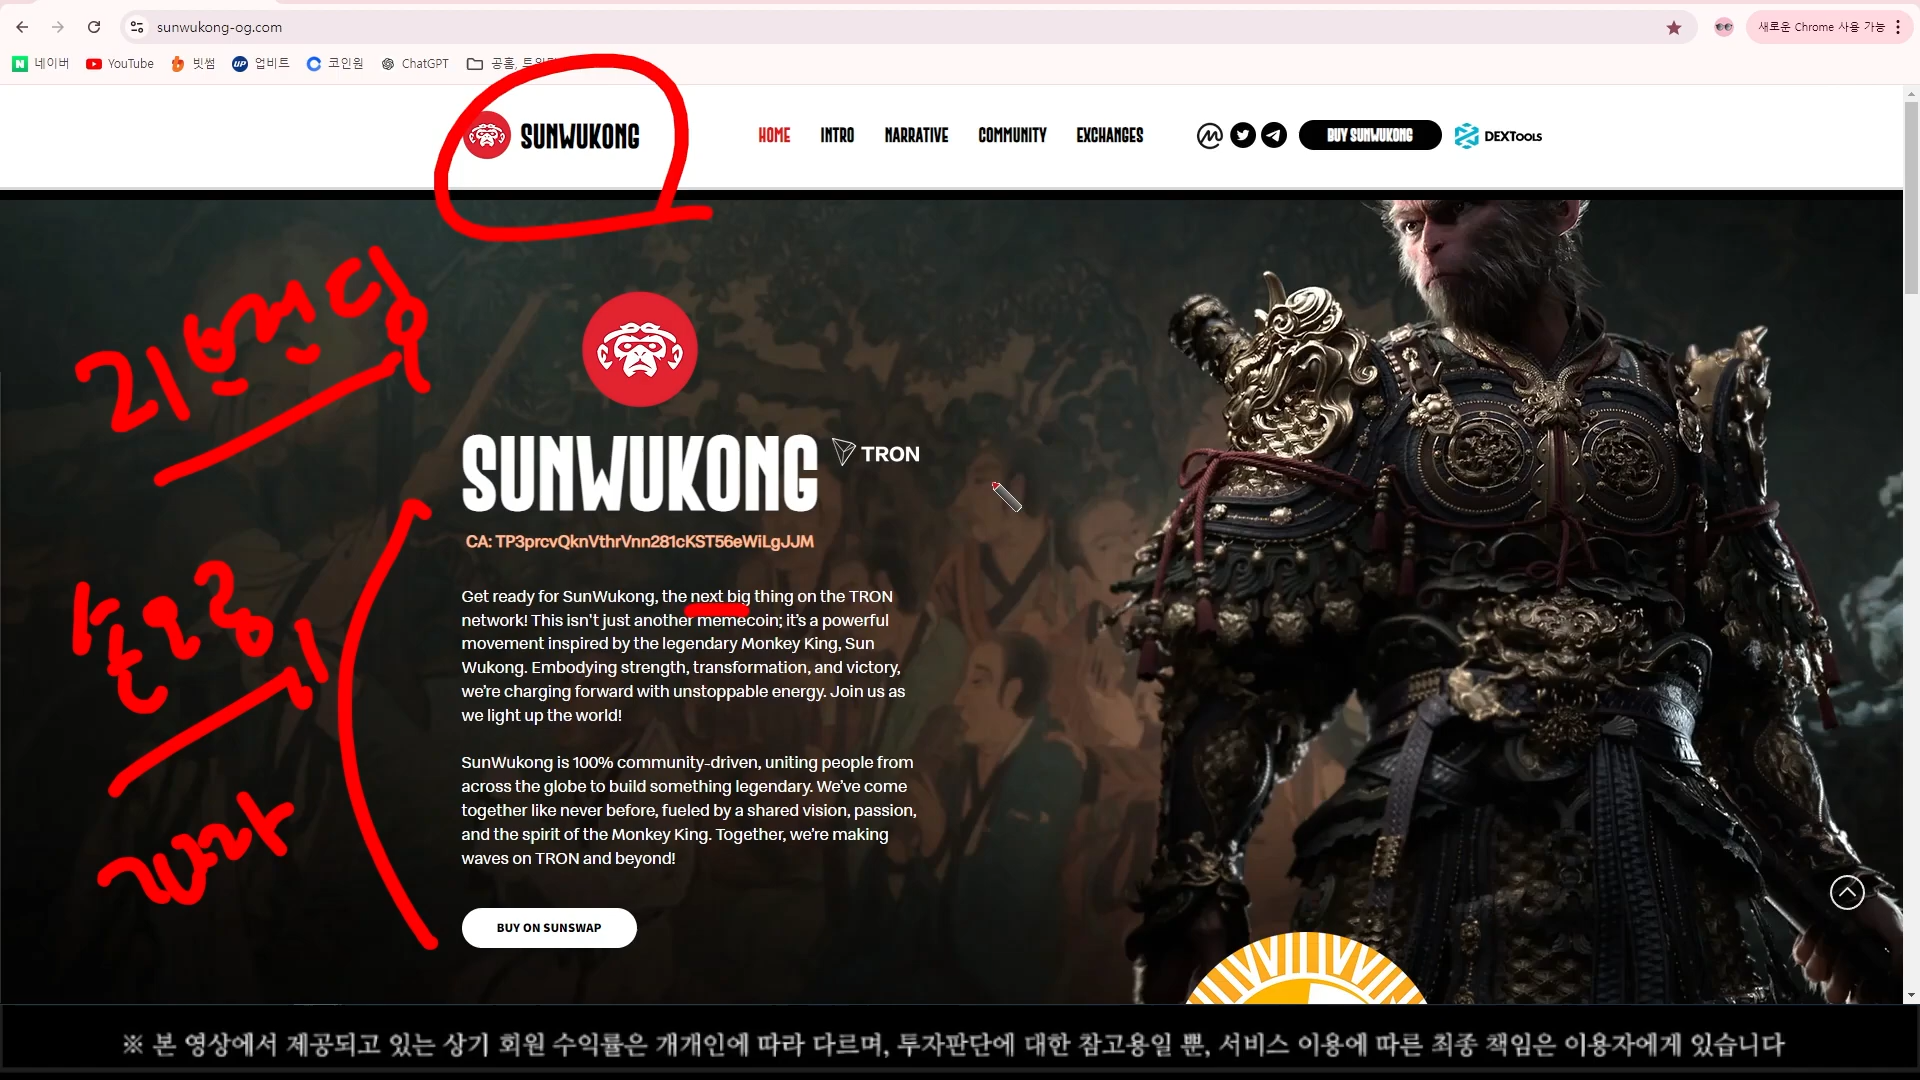 sunwukong-og.com
새로운 Chrome 사용 가능
네이버 YouTube 빗썸 업비트 코인원 ChatGPT 공홈,
SUNWUKONG
HOME INTRO NARRATIVE COMMUNITY EXCHANGES
BUY SUNWUKONG
DEXTools
리브랜딩
SUNWUKONG TRON
CA: TP3prcvQknVthrVnn281cKST56eWiLgJJM
손오공
Get ready for SunWukong, the next big thing on the TRON
network! This isn't just another memecoin; it's a powerful
movement inspired by the legendary Monkey King, Sun
Wukong. Embodying strength, transformation, and victory,
we're charging forward with unstoppable energy. Join us as
we light up the world!
SunWukong is 100% community-driven, uniting people from
across the globe to build something legendary. We've come
together like never before, fueled by a shared vision, passion,
and the spirit of the Monkey King. Together, we're making
waves on TRON and beyond!
BUY ON SUNSWAP
※ 본 영상에서 제공되고 있는 상기 회원 수익률은 개개인에 따라 다르며, 투자판단에 대한 참고용일 뿐, 서비스 이용에 따른 최종 책임은 이용자에게 있습니다